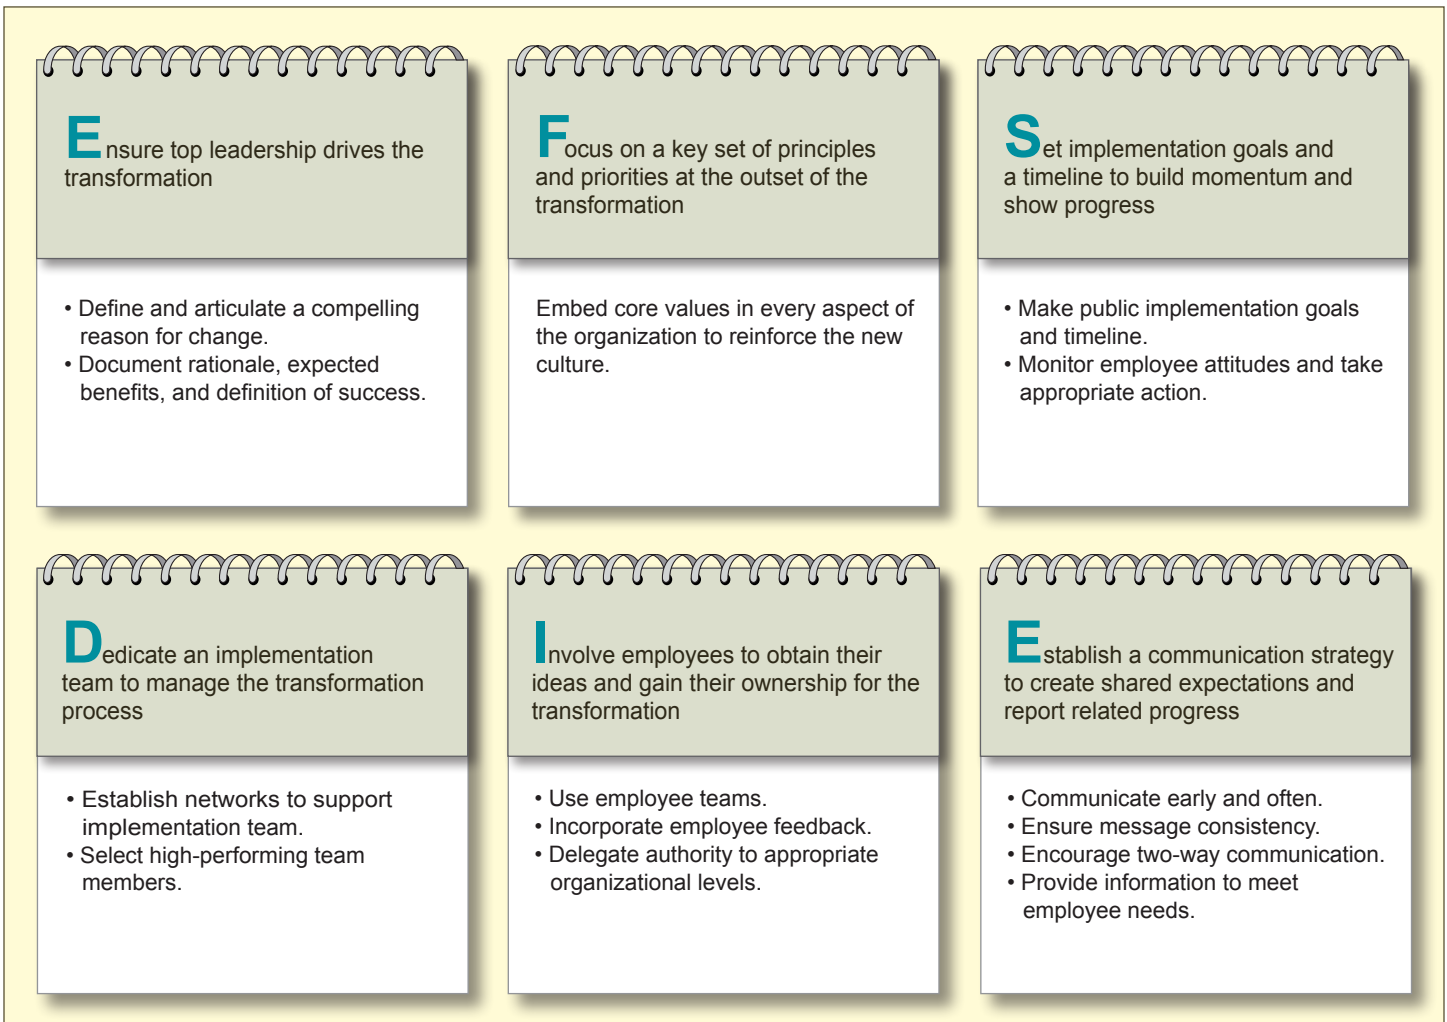 Ensure top leadership drives the
transformation
• Define and articulate a compelling
reason for change.
• Document rationale, expected
benefits, and definition of success.
Focus on a key set of principles
and priorities at the outset of the
transformation
Embed core values in every aspect of
the organization to reinforce the new
culture.
Set implementation goals and
a timeline to build momentum and
show progress
• Make public implementation goals
and timeline.
• Monitor employee attitudes and take
appropriate action.
Dedicate an implementation
team to manage the transformation
process
• Establish networks to support
implementation team.
• Select high-performing team
members.
Involve employees to obtain their
ideas and gain their ownership for the
transformation
• Use employee teams.
• Incorporate employee feedback.
• Delegate authority to appropriate
organizational levels.
Establish a communication strategy
to create shared expectations and
report related progress
• Communicate early and often.
• Ensure message consistency.
• Encourage two-way communication.
• Provide information to meet
employee needs.